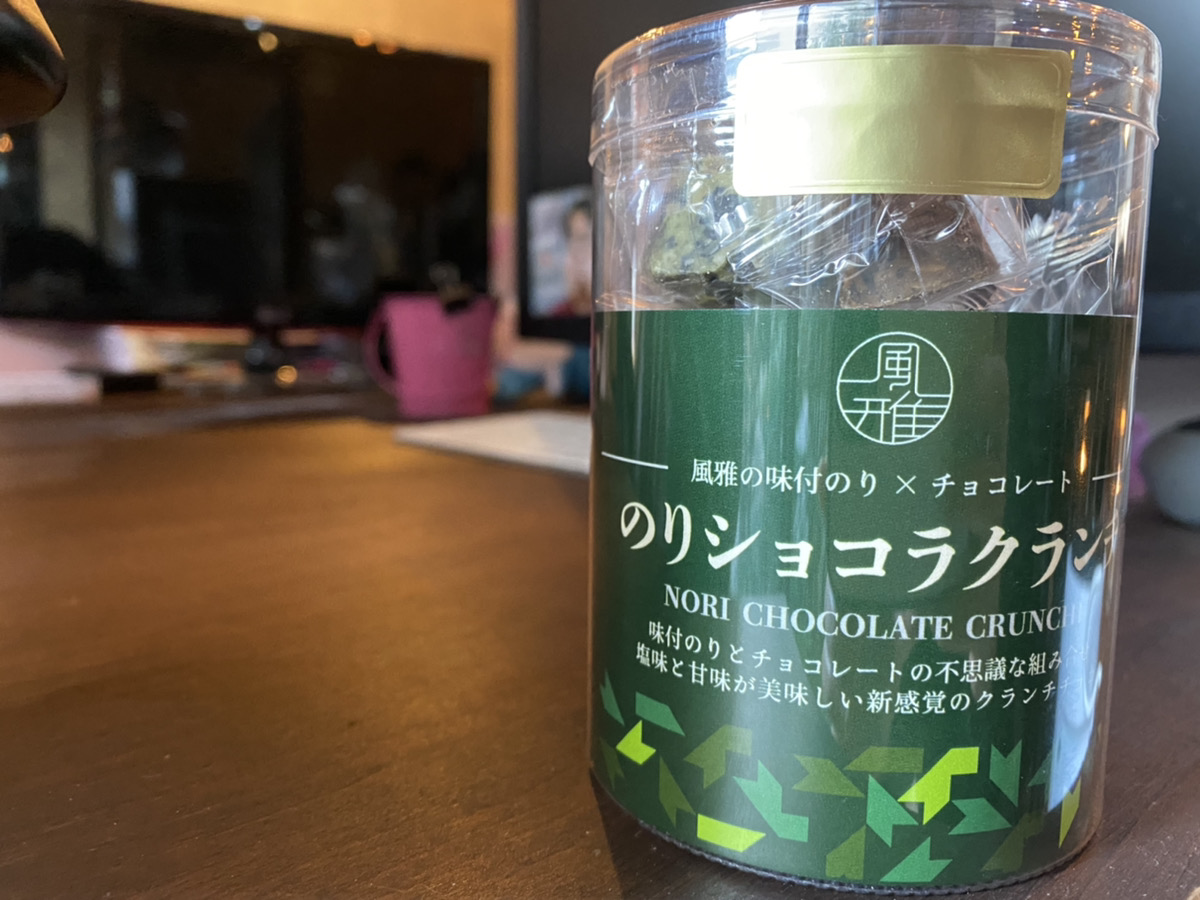 風雅
風雅の味付のり × チョコレート
のりショコラクランチ
NORI CHOCOLATE CRUNCH
味付のりとチョコレートの不思議な組み合
塩味と甘味が美味しい新感覚のクランチチ